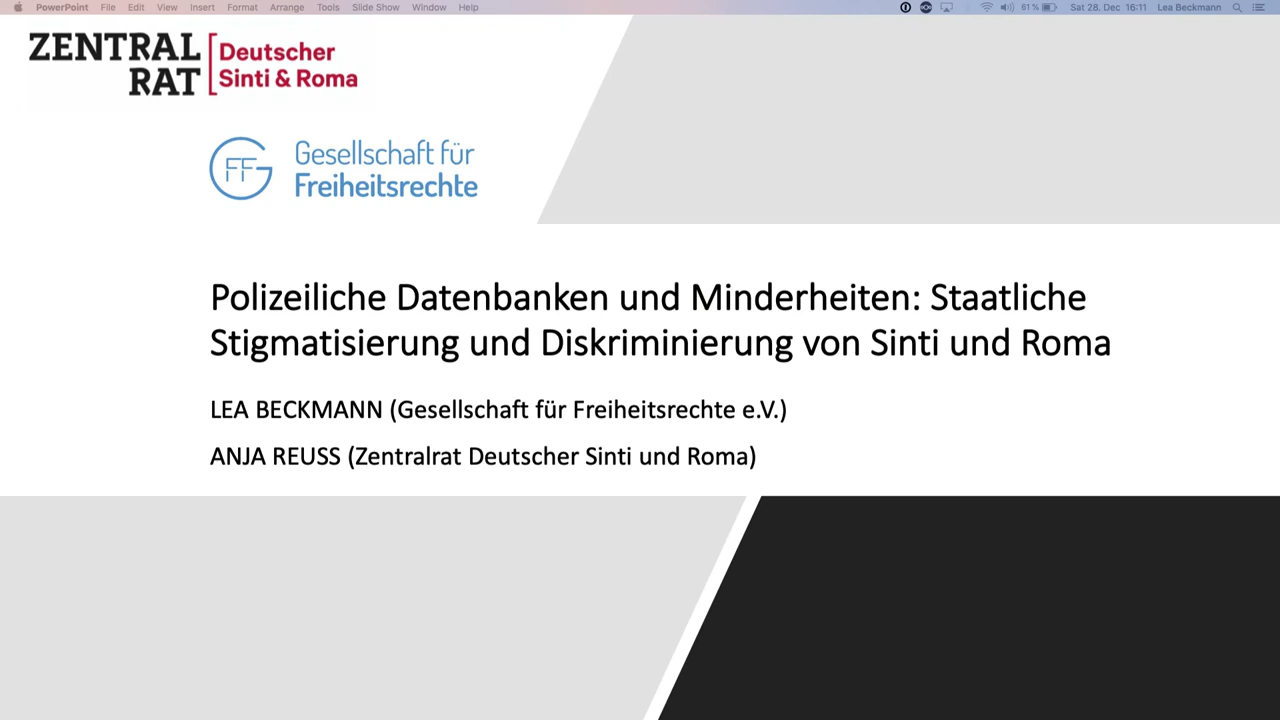 PowerPoint File Edit View Insert Format Arrange Tools Slide Show Window Help 61 % Sat 28. Dec 16:11 Lea Beckmann
ZENTRAL
RAT
Deutscher
Sinti & Roma
GFF
Gesellschaft für
Freiheitsrechte
Polizeiliche Datenbanken und Minderheiten: Staatliche
Stigmatisierung und Diskriminierung von Sinti und Roma
LEA BECKMANN (Gesellschaft für Freiheitsrechte e.V.)
ANJA REUSS (Zentralrat Deutscher Sinti und Roma)